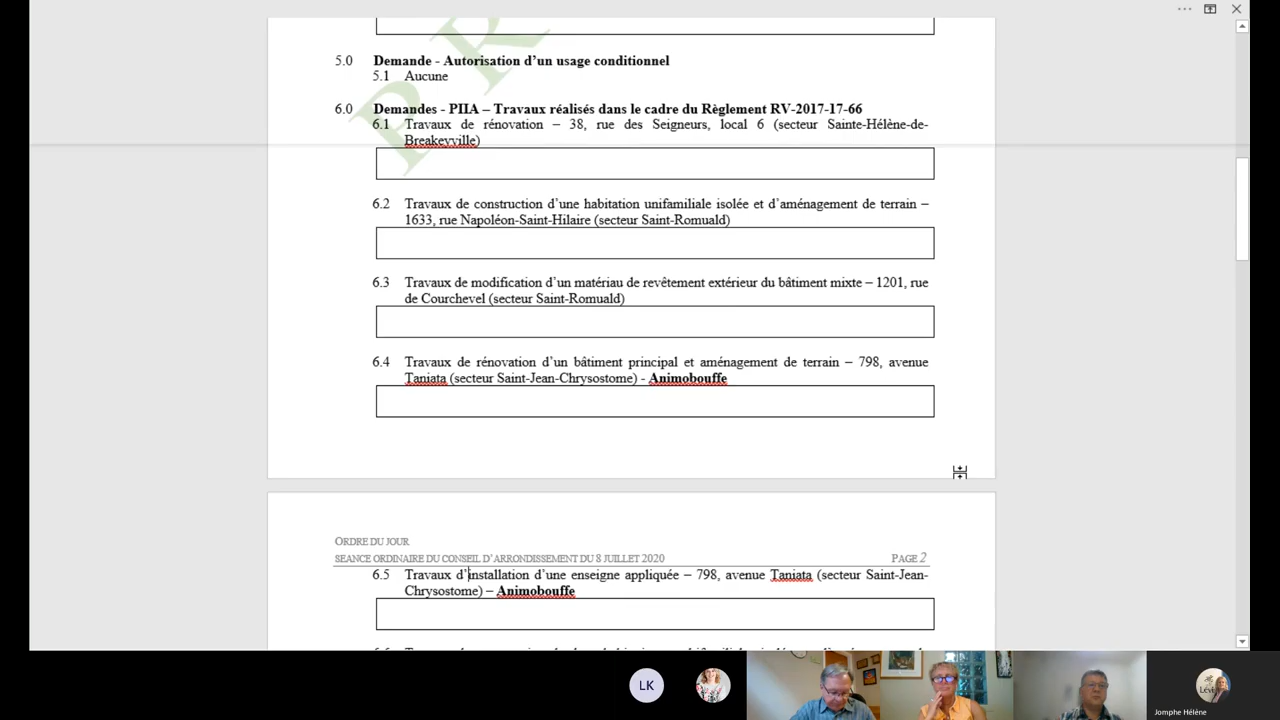 5.0 Demande - Autorisation d'un usage conditionnel
5.1 Aucune
6.0 Demandes - PIIA – Travaux réalisés dans le cadre du Règlement RV-2017-17-66
6.1 Travaux de rénovation – 38, rue des Seigneurs, local 6 (secteur Sainte-Hélène-de-
Breakeyville)
6.2 Travaux de construction d'une habitation unifamiliale isolée et d'aménagement de terrain –
1633, rue Napoléon-Saint-Hilaire (secteur Saint-Romuald)
6.3 Travaux de modification d'un matériau de revêtement extérieur du bâtiment mixte – 1201, rue
de Courchevel (secteur Saint-Romuald)
6.4 Travaux de rénovation d'un bâtiment principal et aménagement de terrain – 798, avenue
Taniata (secteur Saint-Jean-Chrysostome) - Animobouffe
ORDRE DU JOUR
SEANCE ORDINAIRE DU CONSEIL D'ARRONDISSEMENT DU 8 JUILLET 2020 PAGE 2
6.5 Travaux d'installation d'une enseigne appliquée – 798, avenue Taniata (secteur Saint-Jean-
Chrysostome) – Animobouffe
LK
Lévi
Jomphe Hélène